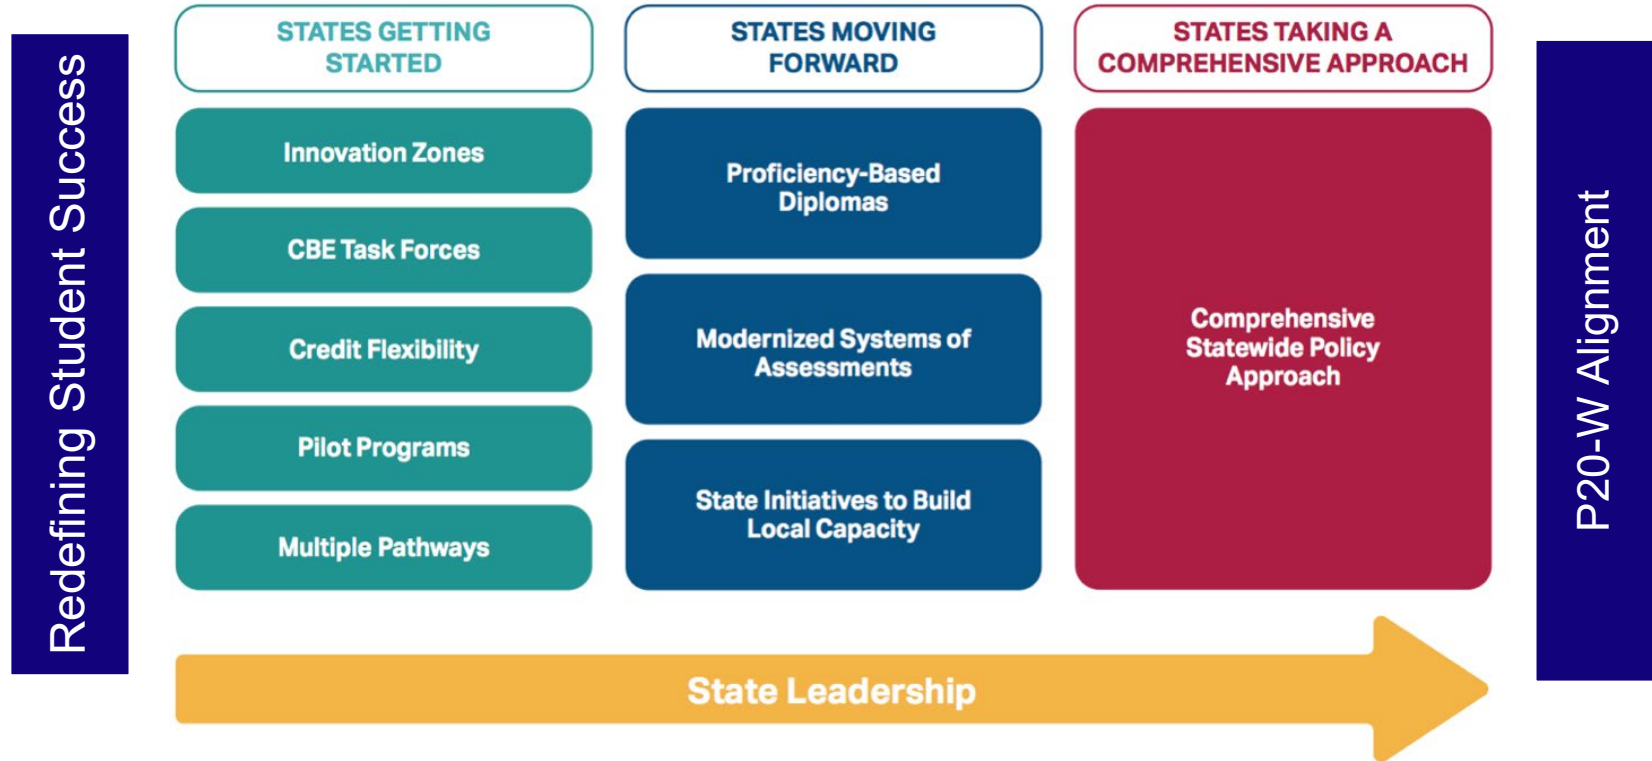 Redefining Student Success
STATES GETTING
STARTED
Innovation Zones
CBE Task Forces
Credit Flexibility
Pilot Programs
Multiple Pathways
STATES MOVING
FORWARD
Proficiency-Based
Diplomas
Modernized Systems of
Assessments
State Initiatives to Build
Local Capacity
STATES TAKING A
COMPREHENSIVE APPROACH
Comprehensive
Statewide Policy
Approach
State Leadership
P20-W Alignment